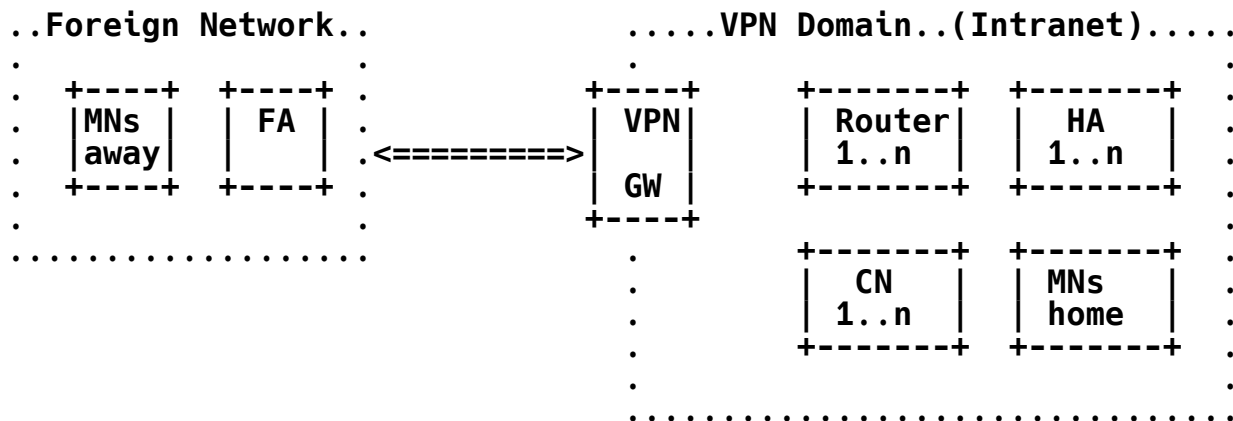 ..Foreign Network..             .....VPN Domain..(Intranet).....
.                 .             .                              .
.  +----+  +----+ .           +----+     +-------+  +-------+  .
.  |MNs |  | FA | .           | VPN|     | Router|  |  HA   |  .
.  |away|  |    | .<=========>|    |     | 1..n  |  | 1..n  |  .
.  +----+  +----+ .           | GW |     +-------+  +-------+  .
.                 .           +----+                           .
...................             .        +-------+  +-------+  .
                                .        |  CN   |  | MNs   |  .
                                .        | 1..n  |  | home  |  .
                                .        +-------+  +-------+  .
                                .                              .
                                ................................